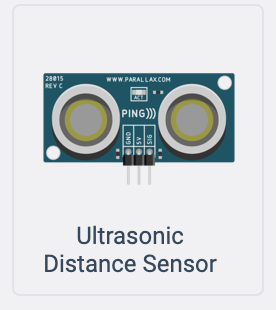 28015
REV C
WWW.PARALLAX.COM
ACT
PING)))
GND
5V
SIG
Ultrasonic
Distance Sensor